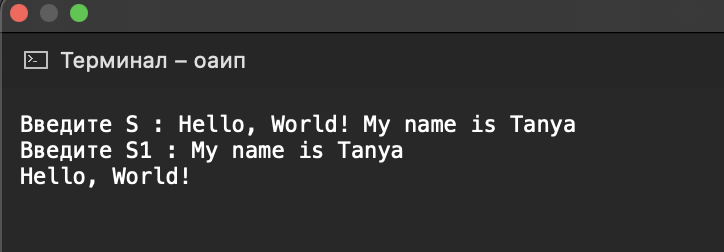 Терминал – оаип
Введите S : Hello, World! My name is Tanya
Введите S1 : My name is Tanya
Hello, World!